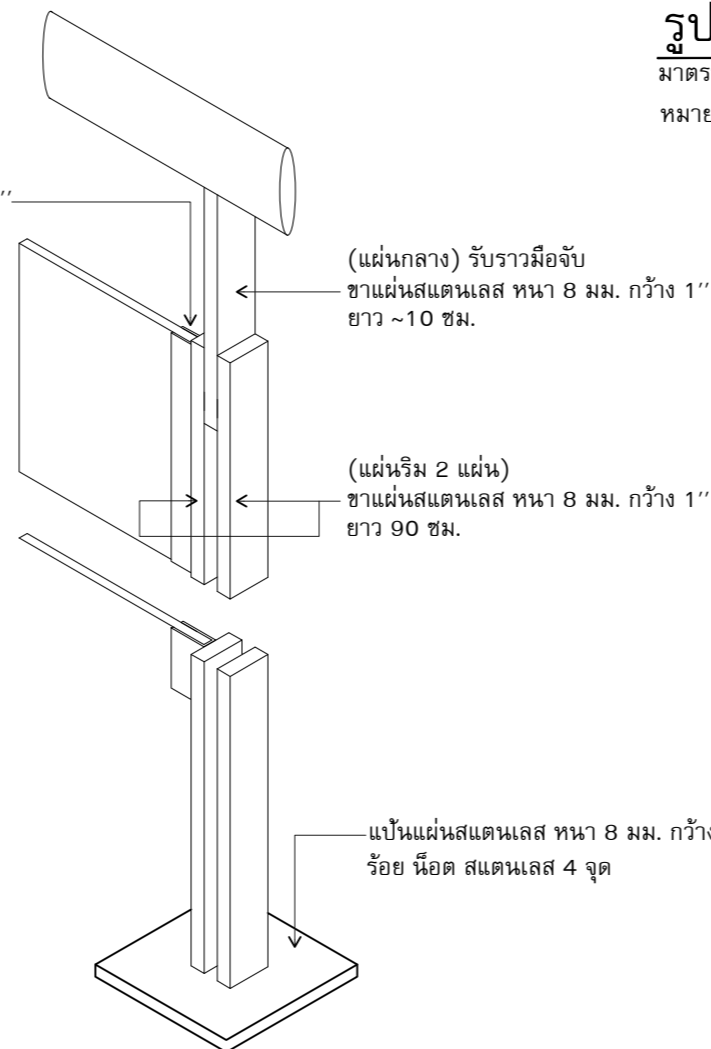 รูป
มาตร
หมาย
''
(แผ่นกลาง) รับราวมือจับ
ขาแผ่นสแตนเลส หนา 8 มม. กว้าง 1''
ยาว ~10 ซม.
(แผ่นริม 2 แผ่น)
ขาแผ่นสแตนเลส หนา 8 มม. กว้าง 1''
ยาว 90 ซม.
แป้นแผ่นสแตนเลส หนา 8 มม. กว้าง
ร้อย น็อต สแตนเลส 4 จุด